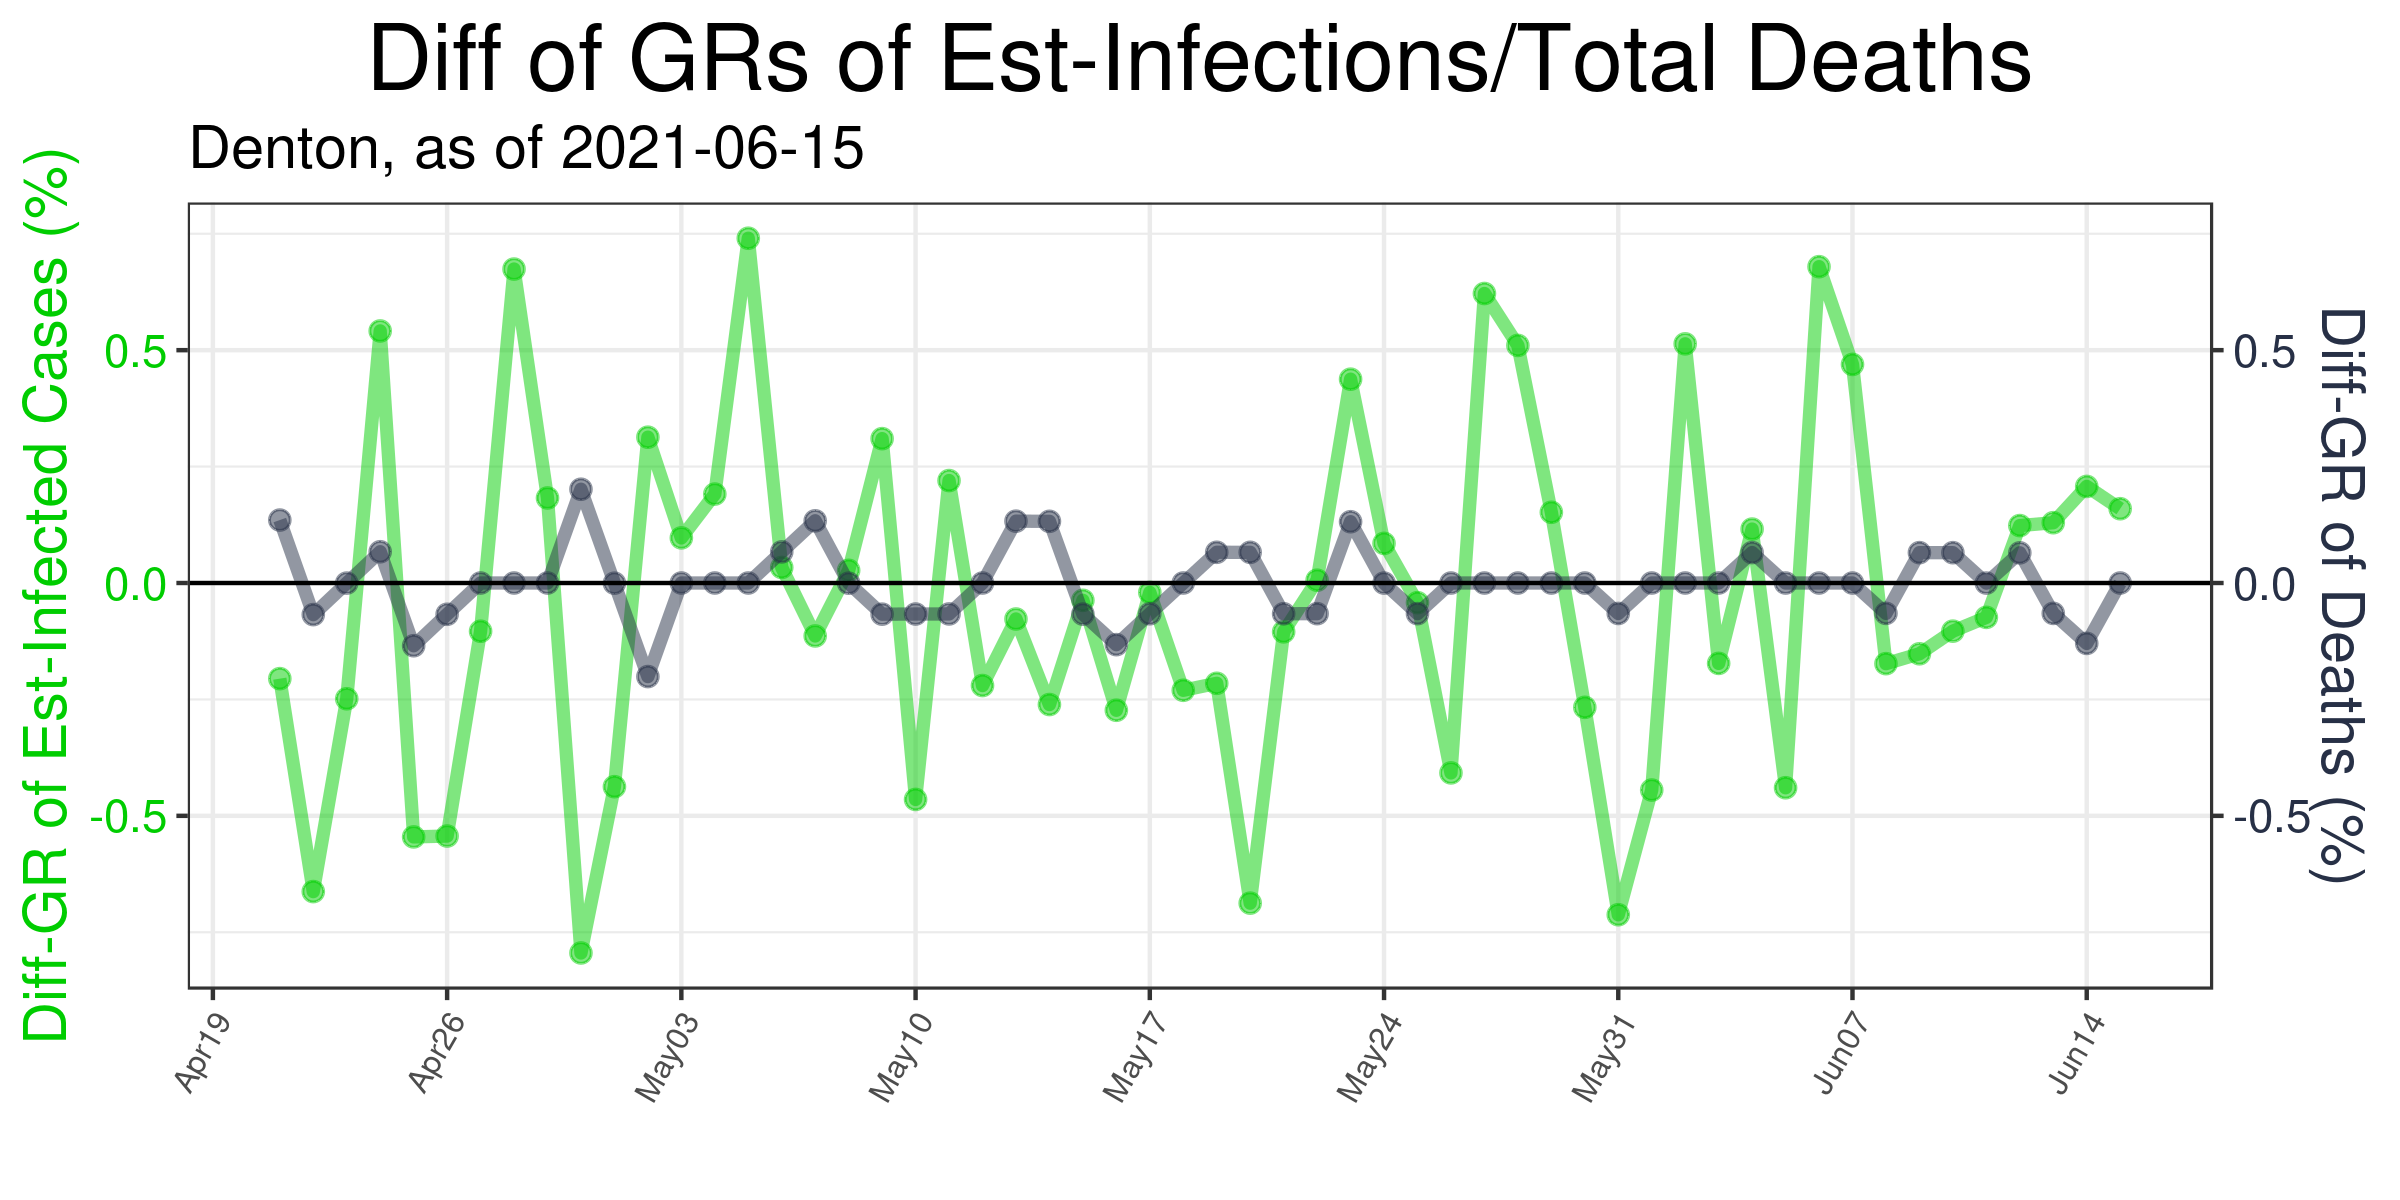 Diff of GRs of Est-Infections/Total Deaths
Denton, as of 2021-06-15
Diff-GR of Est-Infected Cases (%)
0.5
0.0
-0.5
0.5
0.0
-0.5
Diff-GR of Deaths (%)
Apr19
Apr26
May03
May10
May17
May24
May31
Jun07
Jun14